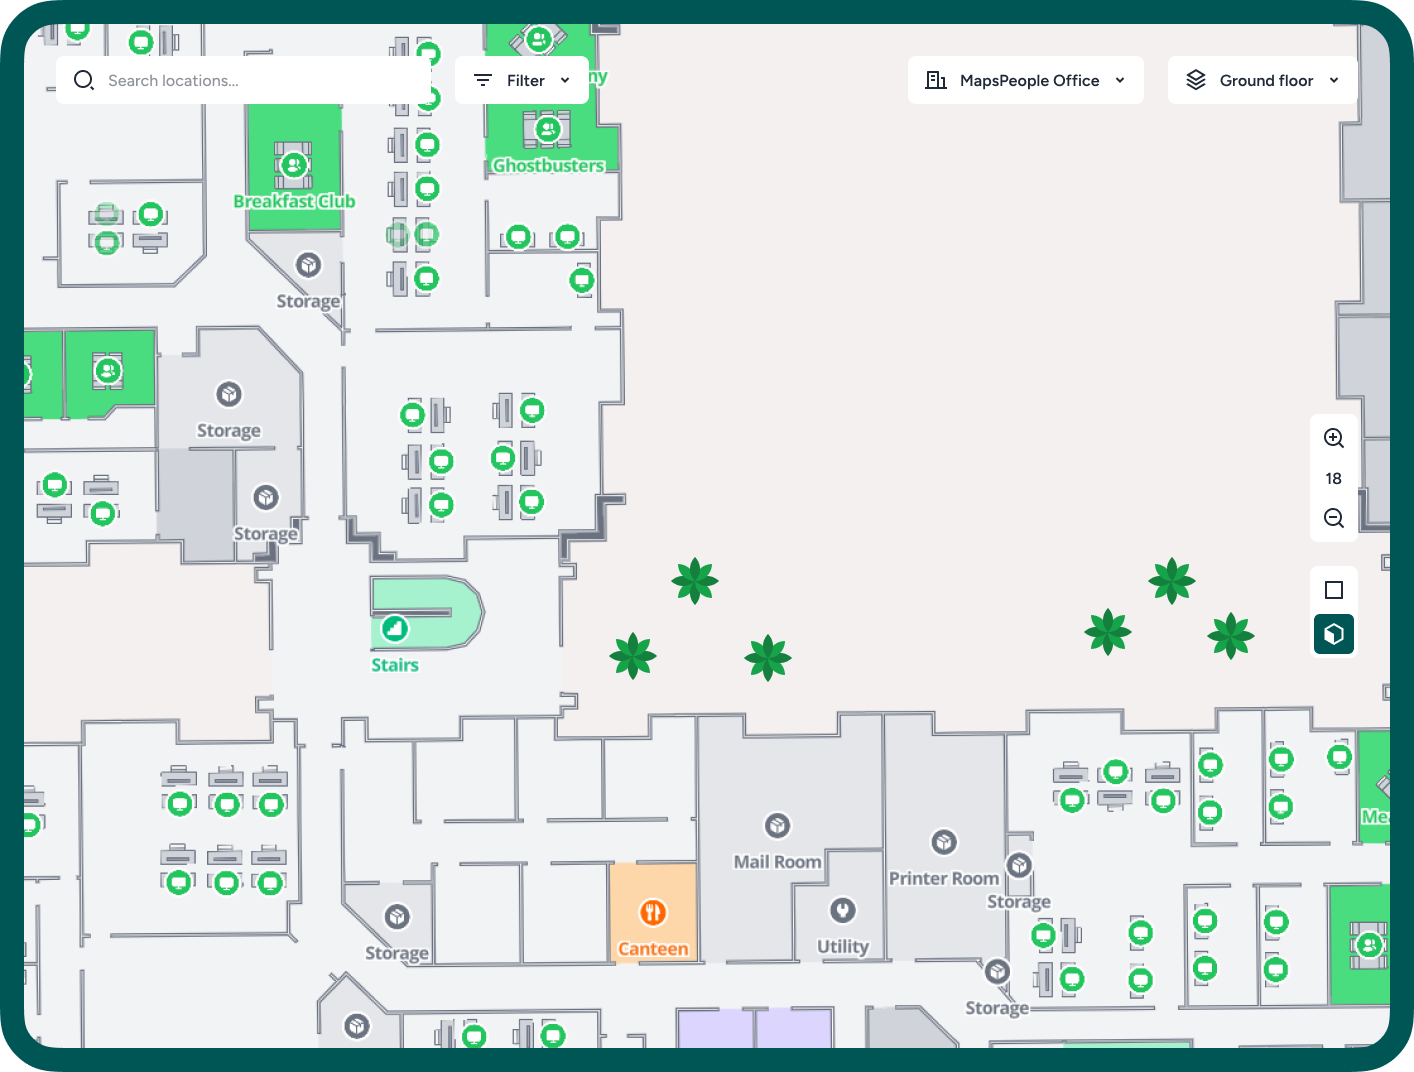 Search locations...
Filter
ny
MapsPeople Office
Ground floor
Ghostbusters
Breakfast Club
Storage
Storage
18
Storage
Stairs
Mea
Mail Room
Printer Room
Storage
Storage
Canteen
Utility
Storage